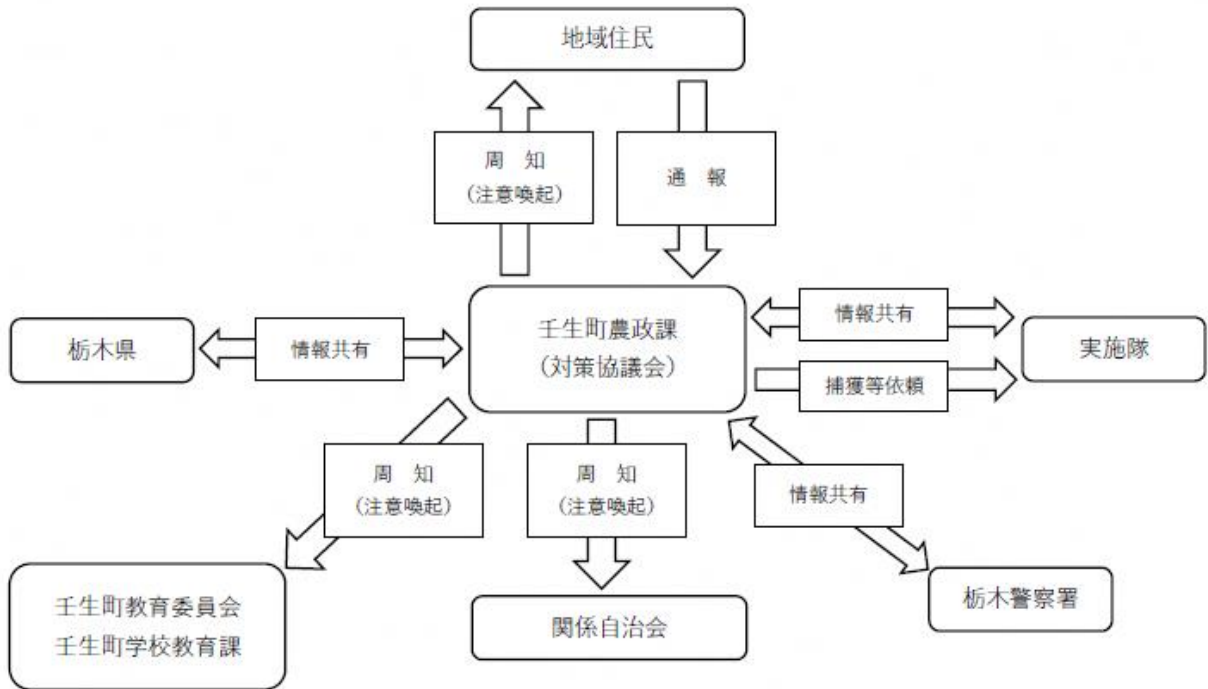 地域住民
周　知
（注意喚起）
通　報
壬生町農政課
（対策協議会）
栃木県
情報共有
情報共有
捕獲等依頼
実施隊
周　知
（注意喚起）
周　知
（注意喚起）
情報共有
壬生町教育委員会
壬生町学校教育課
関係自治会
栃木警察署